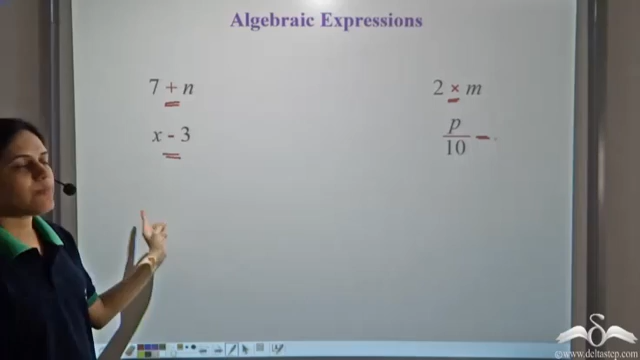 Algebraic Expressions
7 + n
2 × m
x - 3
p
10
©www.deltastep.com